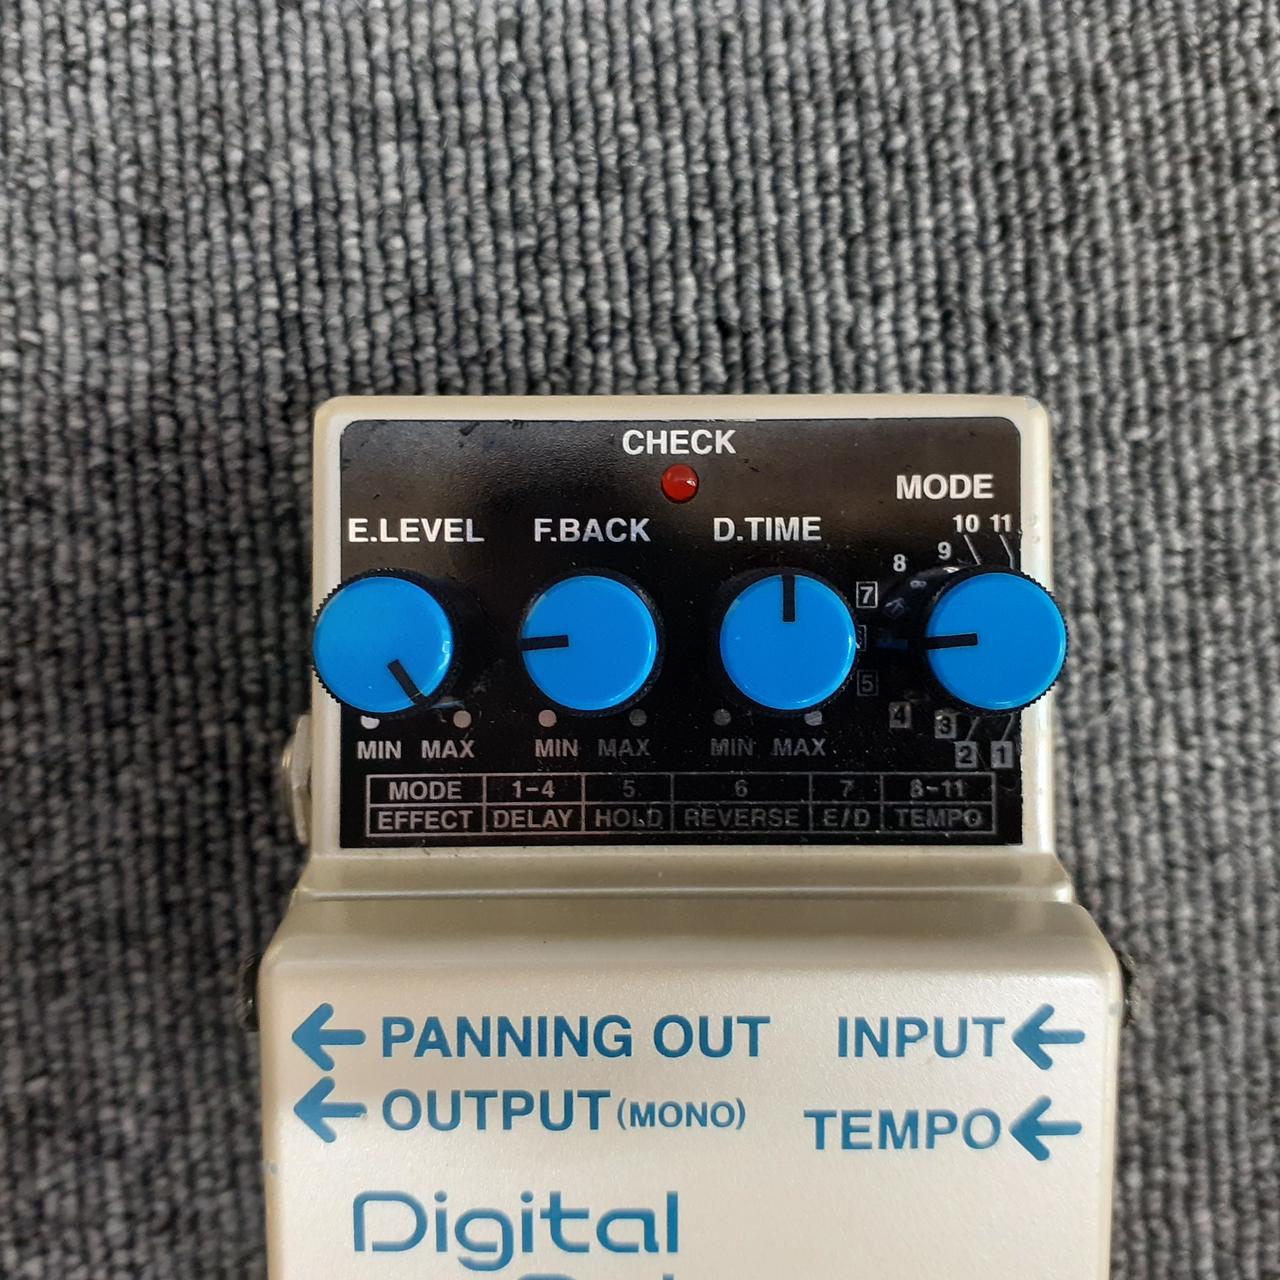 CHECK
MODE
10 11
E.LEVEL F.BACK D.TIME
9
8
7
5
4
3
2 1
MIN MAX MIN MAX MIN MAX
MODE 1-4 5 6 7 8-11
EFFECT DELAY HOLD REVERSE E/D TEMPO
PANNING OUT INPUT
OUTPUT (MONO) TEMPO
Digital